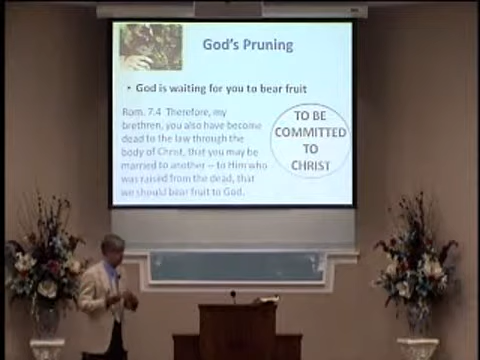 God's Pruning
• God is waiting for you to bear fruit
Rom. 7.4 Therefore, my
brethren, you also have become
dead to the law through the
body of Christ, that you may be
married to another – to Him who
was raised from the dead, that
we should bear fruit to God.
TO BE
COMMITTED
TO
CHRIST